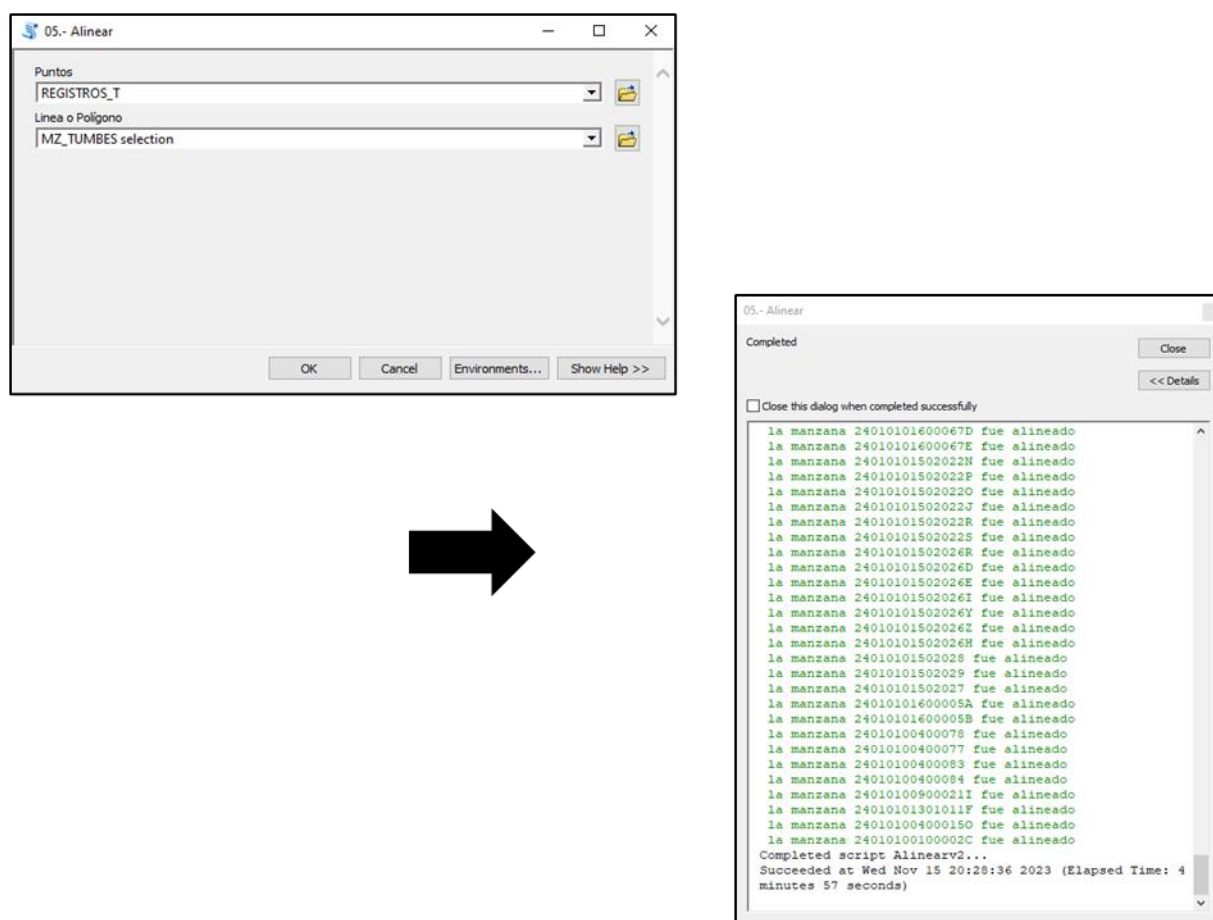 05.- Alinear
Puntos
REGISTROS_T
Linea o Polígono
MZ_TUMBES selection
OK Cancel Environments... Show Help >>
05.- Alinear
Completed
Close
<< Details
Close this dialog when completed successfully
la manzana 24010101600067D fue alineado
la manzana 24010101600067E fue alineado
la manzana 24010101502022N fue alineado
la manzana 24010101502022P fue alineado
la manzana 24010101502022O fue alineado
la manzana 24010101502022J fue alineado
la manzana 24010101502022R fue alineado
la manzana 24010101502022S fue alineado
la manzana 24010101502026R fue alineado
la manzana 24010101502026D fue alineado
la manzana 24010101502026E fue alineado
la manzana 24010101502026I fue alineado
la manzana 24010101502026Y fue alineado
la manzana 24010101502026Z fue alineado
la manzana 24010101502026H fue alineado
la manzana 24010101502028 fue alineado
la manzana 24010101502029 fue alineado
la manzana 24010101502027 fue alineado
la manzana 24010101600005A fue alineado
la manzana 24010101600005B fue alineado
la manzana 24010100400078 fue alineado
la manzana 24010100400077 fue alineado
la manzana 24010100400083 fue alineado
la manzana 24010100400084 fue alineado
la manzana 24010100900021I fue alineado
la manzana 24010101301011F fue alineado
la manzana 24010100400015O fue alineado
la manzana 24010100100002C fue alineado
Completed script Alinearv2...
Succeeded at Wed Nov 15 20:28:36 2023 (Elapsed Time: 4
minutes 57 seconds)